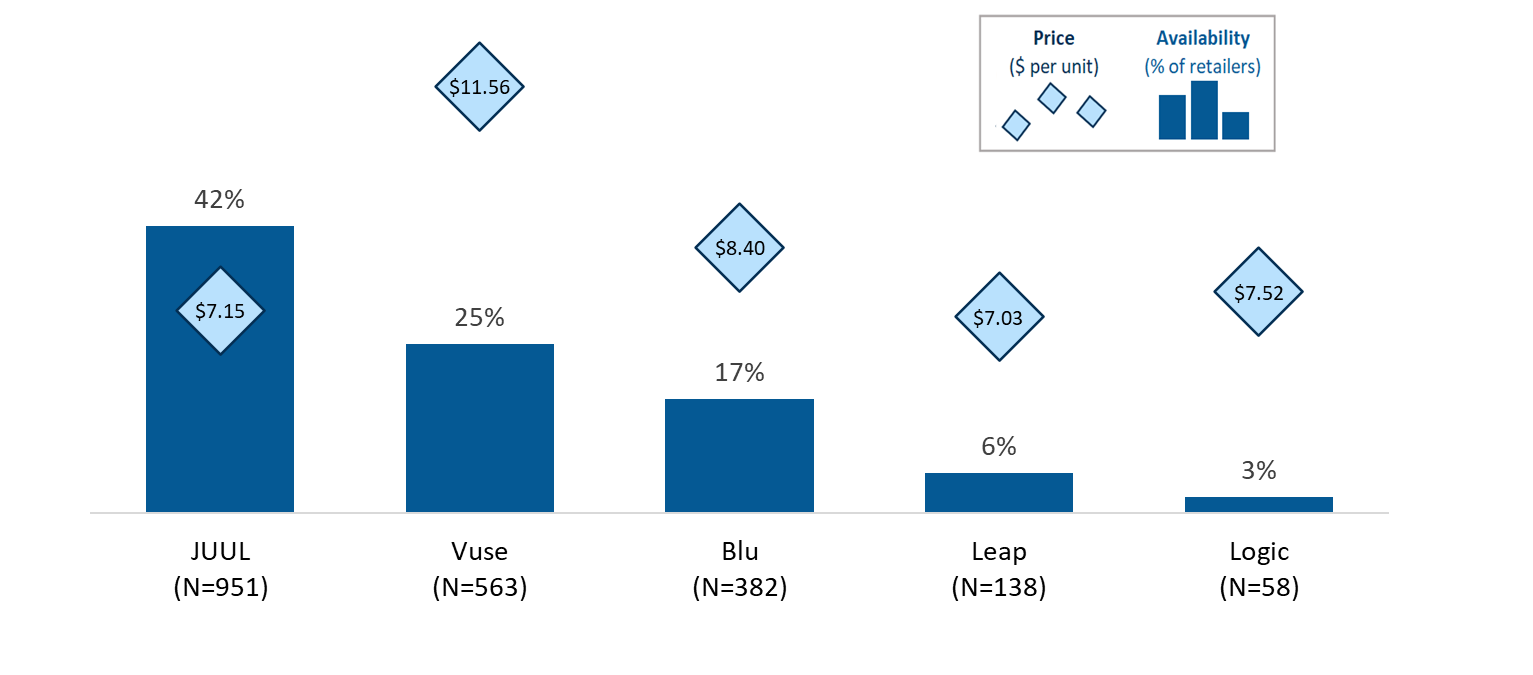 Price
($ per unit)
Availability
(% of retailers)
$11.56
42%
$8.40
$7.52
$7.15
25%
$7.03
17%
6%
3%
JUUL
(N=951)
Vuse
(N=563)
Blu
(N=382)
Leap
(N=138)
Logic
(N=58)